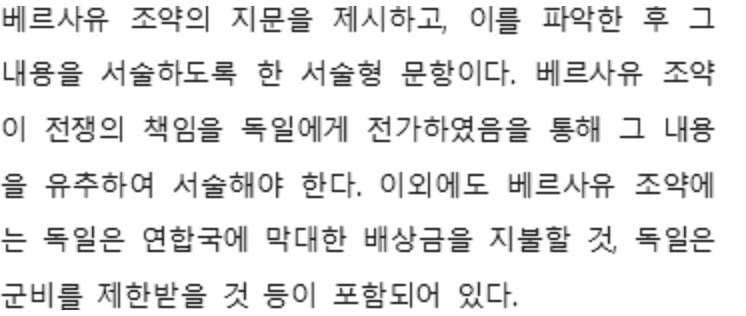 베르사유 조약의 지문을 제시하고, 이를 파악한 후 그
내용을 서술하도록 한 서술형 문항이다. 베르사유 조약
이 전쟁의 책임을 독일에게 전가하였음을 통해 그 내용
을 유추하여 서술해야 한다. 이외에도 베르사유 조약에
는 독일은 연합국에 막대한 배상금을 지불할 것, 독일은
군비를 제한받을 것 등이 포함되어 있다.